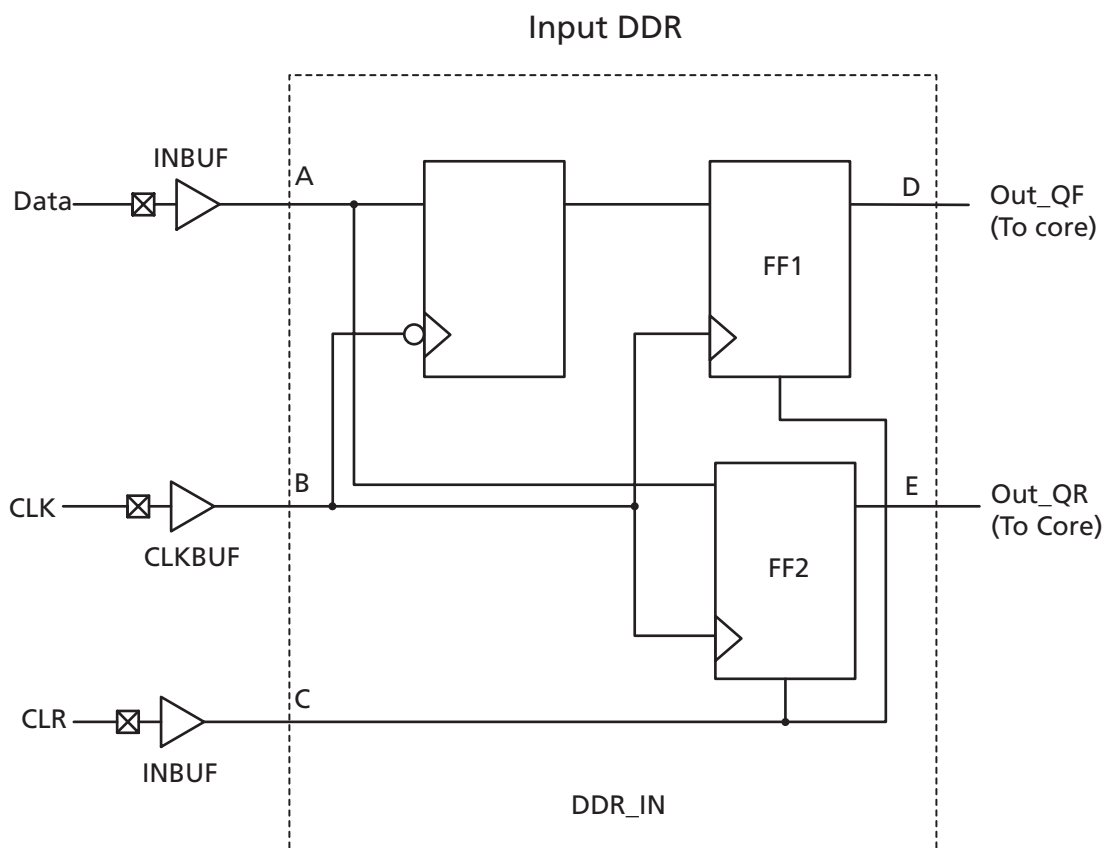 Input DDR
INBUF
Data
A
D
Out_QF
(To core)
FF1
CLK
CLKBUF
B
E
Out_QR
(To Core)
FF2
CLR
INBUF
C
DDR_IN